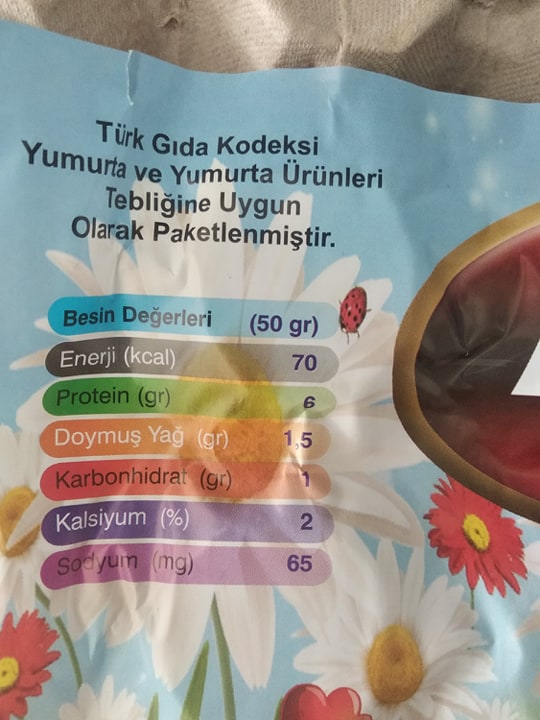 Türk Gıda Kodeksi
Yumurta ve Yumurta Ürünleri
Tebliğine Uygun
Olarak Paketlenmiştir.
Besin Değerleri (50 gr)
Enerji (kcal) 70
Protein (gr) 6
Doymuş Yağ (gr) 1,5
Karbonhidrat (gr) 1
Kalsiyum (%) 2
Sodyum (mg) 65